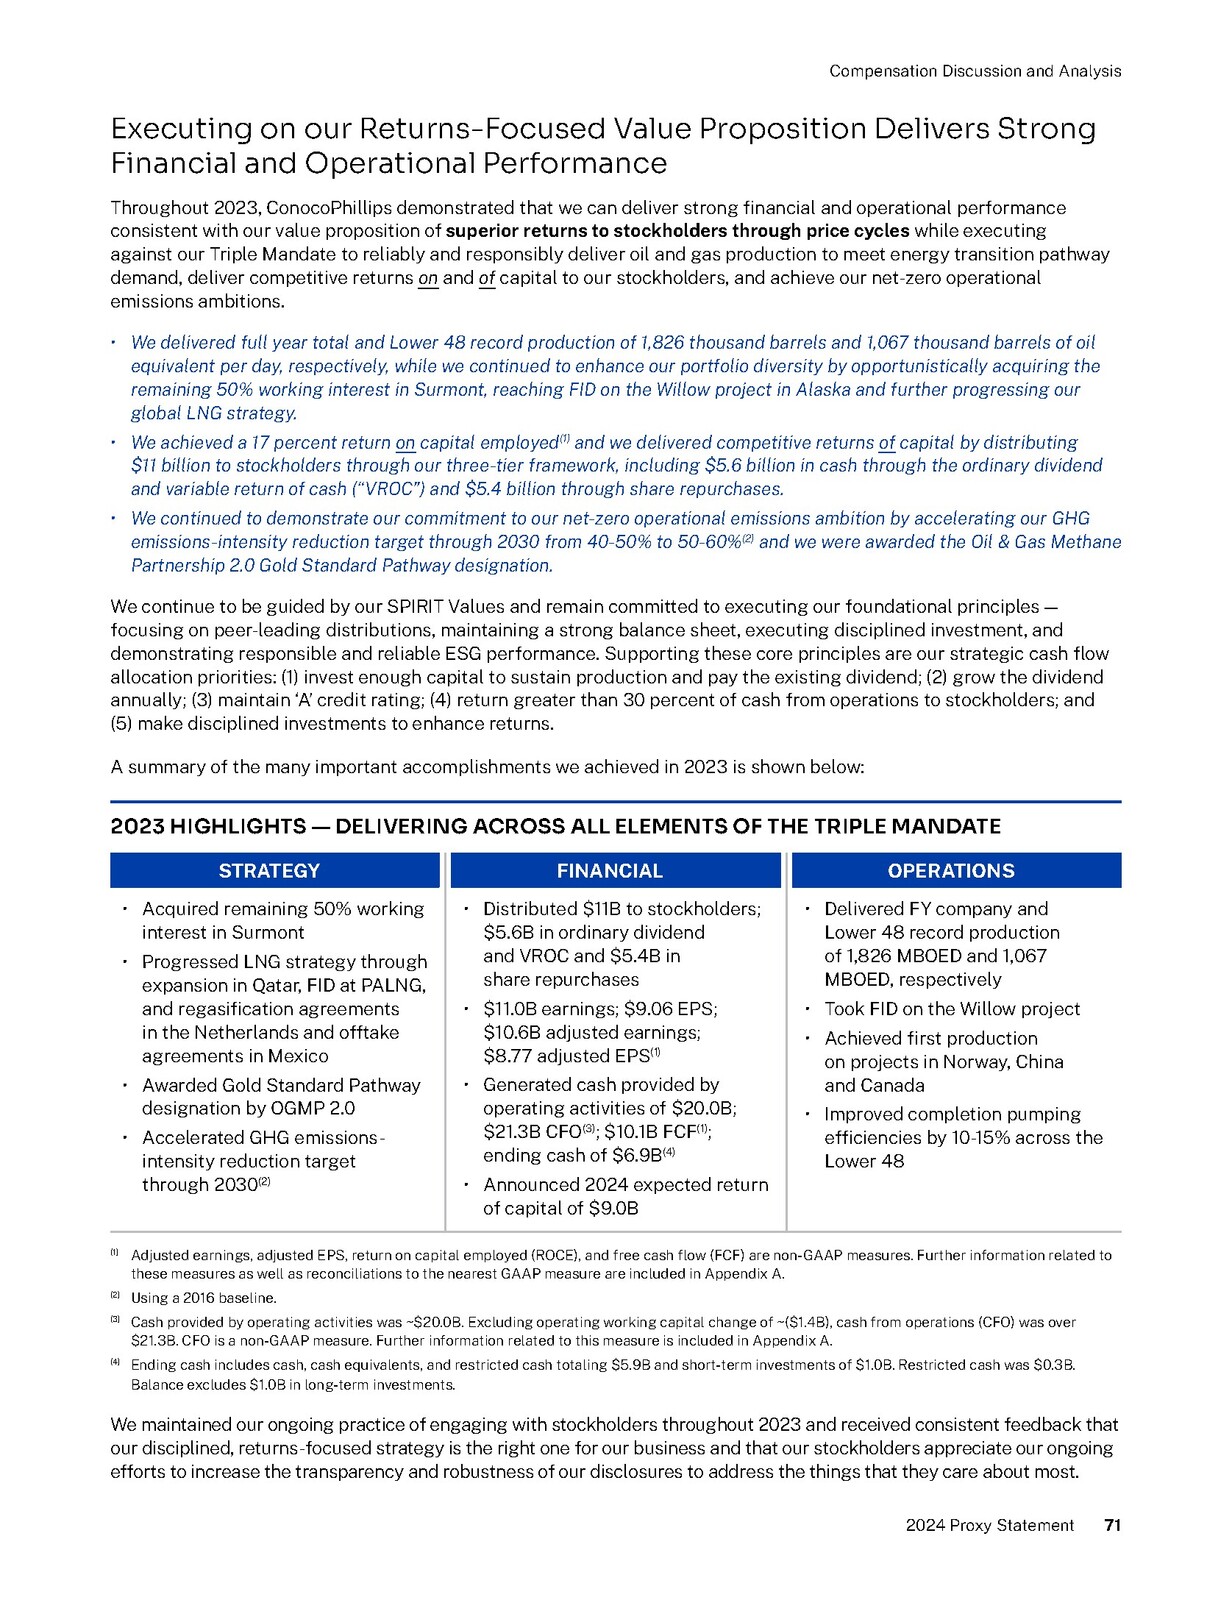 Compensation Discussion and Analysis
Executing on our Returns-Focused Value Proposition Delivers Strong
Financial and Operational Performance
Throughout 2023, ConocoPhillips demonstrated that we can deliver strong financial and operational performance
consistent with our value proposition of superior returns to stockholders through price cycles while executing
against our Triple Mandate to reliably and responsibly deliver oil and gas production to meet energy transition pathway
demand, deliver competitive returns on and of capital to our stockholders, and achieve our net-zero operational
emissions ambitions.
• We delivered full year total and Lower 48 record production of 1,826 thousand barrels and 1,067 thousand barrels of oil
equivalent per day, respectively, while we continued to enhance our portfolio diversity by opportunistically acquiring the
remaining 50% working interest in Surmont, reaching FID on the Willow project in Alaska and further progressing our
global LNG strategy.
• We achieved a 17 percent return on capital employed(1) and we delivered competitive returns of capital by distributing
$11 billion to stockholders through our three-tier framework, including $5.6 billion in cash through the ordinary dividend
and variable return of cash (“VROC”) and $5.4 billion through share repurchases.
• We continued to demonstrate our commitment to our net-zero operational emissions ambition by accelerating our GHG
emissions-intensity reduction target through 2030 from 40-50% to 50-60%(2) and we were awarded the Oil & Gas Methane
Partnership 2.0 Gold Standard Pathway designation.
We continue to be guided by our SPIRIT Values and remain committed to executing our foundational principles —
focusing on peer-leading distributions, maintaining a strong balance sheet, executing disciplined investment, and
demonstrating responsible and reliable ESG performance. Supporting these core principles are our strategic cash flow
allocation priorities: (1) invest enough capital to sustain production and pay the existing dividend; (2) grow the dividend
annually; (3) maintain ‘A’ credit rating; (4) return greater than 30 percent of cash from operations to stockholders; and
(5) make disciplined investments to enhance returns.
A summary of the many important accomplishments we achieved in 2023 is shown below:
2023 HIGHLIGHTS — DELIVERING ACROSS ALL ELEMENTS OF THE TRIPLE MANDATE
STRATEGY
• Acquired remaining 50% working
interest in Surmont
• Progressed LNG strategy through
expansion in Qatar, FID at PALNG,
and regasification agreements
in the Netherlands and offtake
agreements in Mexico
• Awarded Gold Standard Pathway
designation by OGMP 2.0
• Accelerated GHG emissions-
intensity reduction target
through 2030(2)
FINANCIAL
• Distributed $11B to stockholders;
$5.6B in ordinary dividend
and VROC and $5.4B in
share repurchases
• $11.0B earnings; $9.06 EPS;
$10.6B adjusted earnings;
$8.77 adjusted EPS(1)
• Generated cash provided by
operating activities of $20.0B;
$21.3B CFO(3); $10.1B FCF(1);
ending cash of $6.9B(4)
• Announced 2024 expected return
of capital of $9.0B
OPERATIONS
• Delivered FY company and
Lower 48 record production
of 1,826 MBOED and 1,067
MBOED, respectively
• Took FID on the Willow project
• Achieved first production
on projects in Norway, China
and Canada
• Improved completion pumping
efficiencies by 10-15% across the
Lower 48
(1) Adjusted earnings, adjusted EPS, return on capital employed (ROCE), and free cash flow (FCF) are non-GAAP measures. Further information related to
these measures as well as reconciliations to the nearest GAAP measure are included in Appendix A.
(2) Using a 2016 baseline.
(3) Cash provided by operating activities was ~$20.0B. Excluding operating working capital change of ~($1.4B), cash from operations (CFO) was over
$21.3B. CFO is a non-GAAP measure. Further information related to this measure is included in Appendix A.
(4) Ending cash includes cash, cash equivalents, and restricted cash totaling $5.9B and short-term investments of $1.0B. Restricted cash was $0.3B.
Balance excludes $1.0B in long-term investments.
We maintained our ongoing practice of engaging with stockholders throughout 2023 and received consistent feedback that
our disciplined, returns-focused strategy is the right one for our business and that our stockholders appreciate our ongoing
efforts to increase the transparency and robustness of our disclosures to address the things that they care about most.
2024 Proxy Statement 71